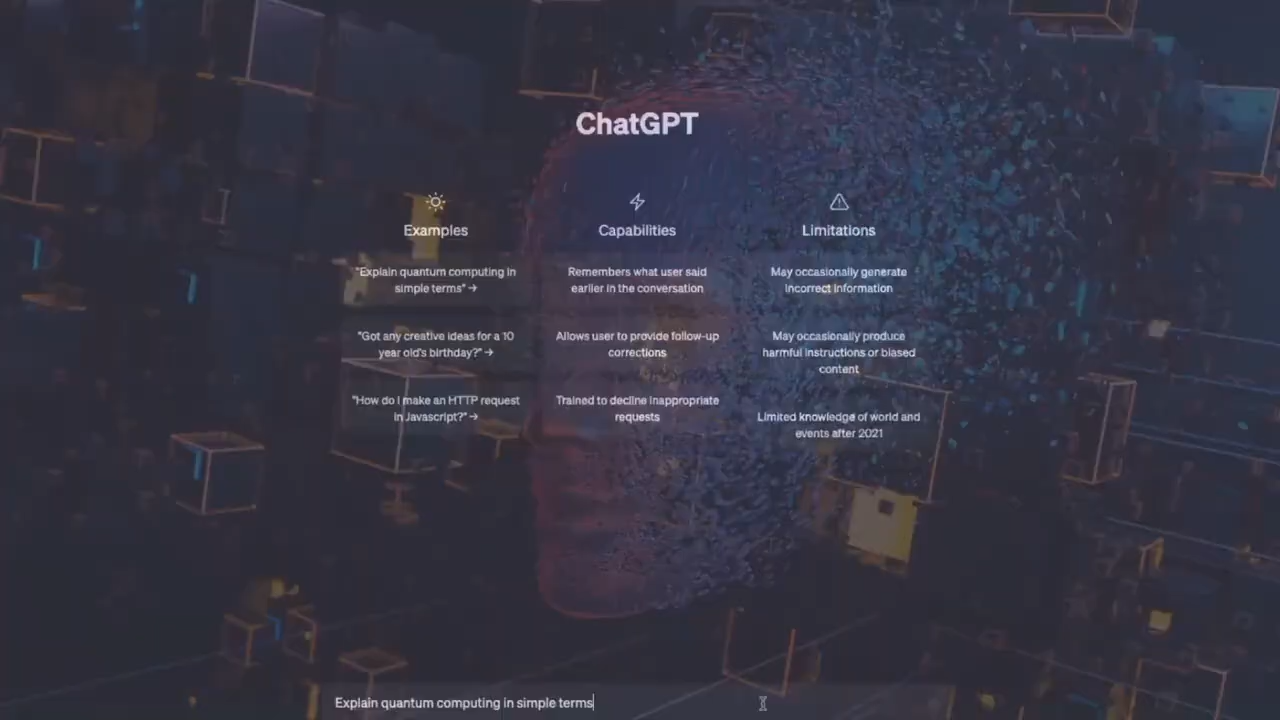 ChatGPT
Examples
"Explain quantum computing in
simple terms" →
"Got any creative ideas for a 10
year old's birthday?" →
"How do I make an HTTP request
in Javascript?" →
Capabilities
Remembers what user said
earlier in the conversation
Allows user to provide follow-up
corrections
Trained to decline inappropriate
requests
Limitations
May occasionally generate
incorrect information
May occasionally produce
harmful instructions or biased
content
Limited knowledge of world and
events after 2021
Explain quantum computing in simple terms